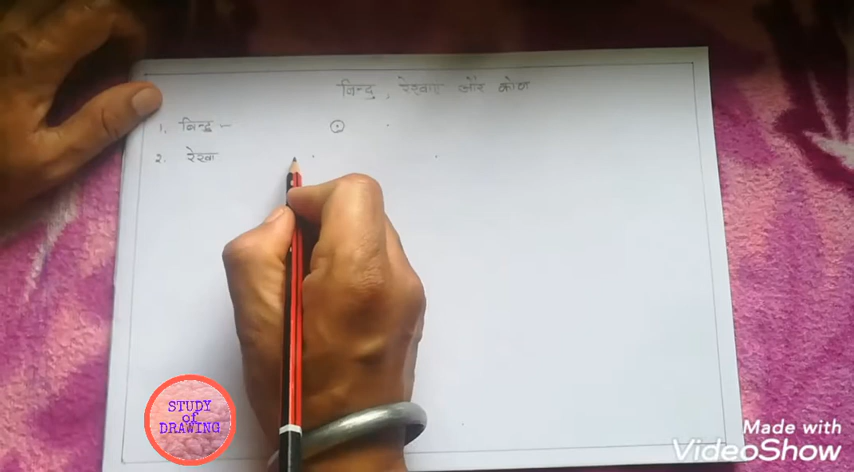 बिन्दु, रेखाए और कोण
1. बिन्दु –
2. रेखा
STUDY
of
DRAWING
Made with
VideoShow